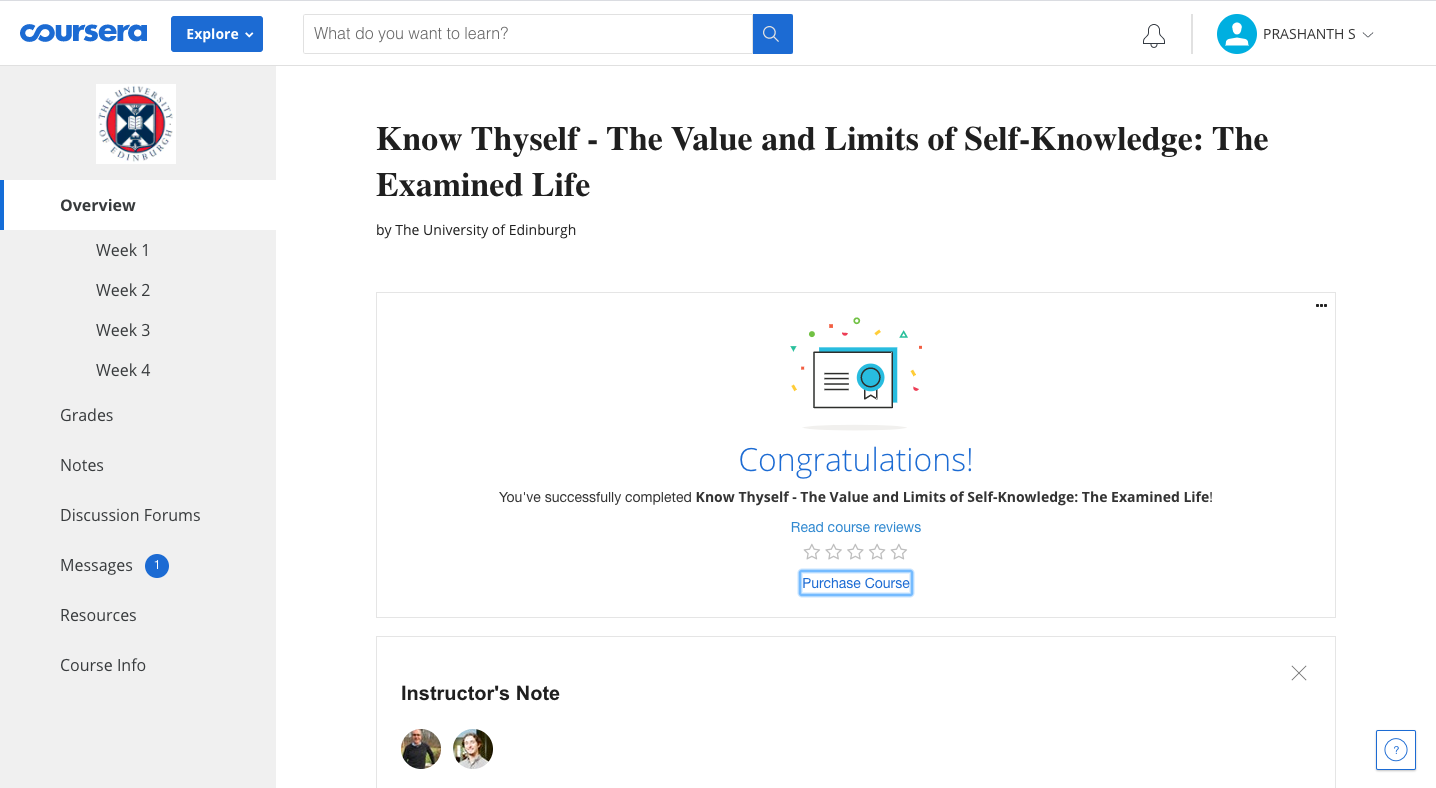 coursera
Explore
What do you want to learn?
PRASHANTH S
THE UNIVERSITY OF EDINBURGH
Overview
Week 1
Week 2
Week 3
Week 4
Grades
Notes
Discussion Forums
Messages 1
Resources
Course Info
Know Thyself - The Value and Limits of Self-Knowledge: The
Examined Life
by The University of Edinburgh
Congratulations!
You've successfully completed Know Thyself - The Value and Limits of Self-Knowledge: The Examined Life!
Read course reviews
Purchase Course
Instructor's Note
?